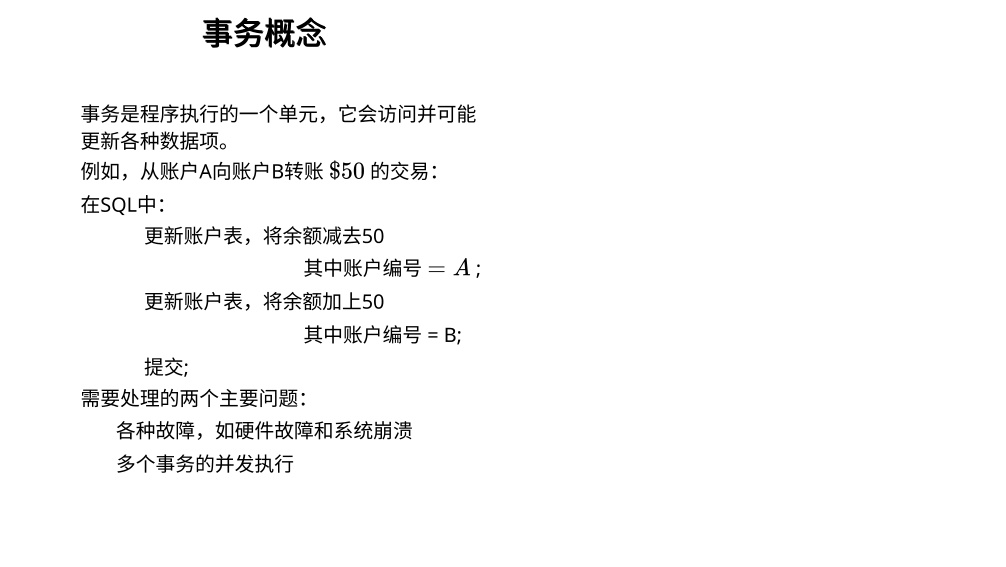 事务概念
事务是程序执行的一个单元，它会访问并可能
更新各种数据项。
例如，从账户A向账户B转账 $50 的交易：
在SQL中：
更新账户表，将余额减去50
其中账户编号 = A ;
更新账户表，将余额加上50
其中账户编号 = B;
提交;
需要处理的两个主要问题：
各种故障，如硬件故障和系统崩溃
多个事务的并发执行